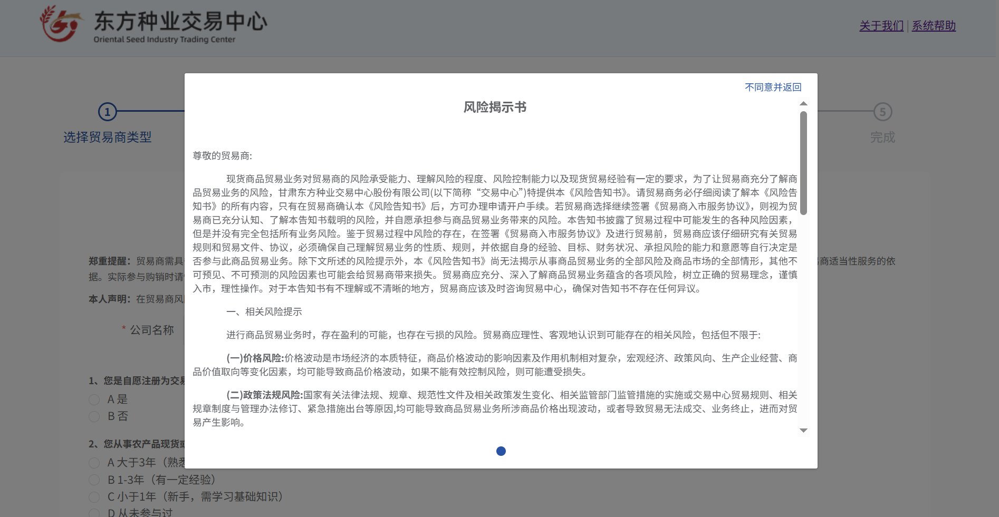 东方种业交易中心
Oriental Seed Industry Trading Center
关于我们 | 系统帮助
1
选择贸易商类型
5
完成
不同意并返回
风险揭示书
尊敬的贸易商:
现货商品贸易业务对贸易商的风险承受能力、理解风险的程度、风险控制能力以及现货贸易经验有一定的要求，为了让贸易商充分了解商
品贸易业务的风险，甘肃东方种业交易中心股份有限公司(以下简称“交易中心”)特提供本《风险告知书》。请贸易商务必仔细阅读了解本《风险告
知书》的所有内容，只有在贸易商确认本《风险告知书》后，方可办理申请开户手续。若贸易商选择继续签署《贸易商入市服务协议》，则视为贸
易商已充分认知、了解本告知书载明的风险，并自愿承担参与商品贸易业务带来的风险。本告知书披露了贸易过程中可能发生的各种风险因素，
但是并没有完全包括所有业务风险。鉴于贸易过程中风险的存在，在签署《贸易商入市服务协议》及进行贸易前，贸易商应该仔细研究有关贸易
规则和贸易文件、协议，必须确保自己理解贸易业务的性质、规则，并依据自身的经验、目标、财务状况、承担风险的能力和意愿等自行决定是
否参与此商品贸易业务。除下文所述的风险提示外，本《风险告知书》尚无法揭示从事商品贸易业务的全部风险及商品市场的全部情形，其他不
可预见、不可预测的风险因素也可能会给贸易商带来损失。贸易商应充分、深入了解商品贸易业务蕴含的各项风险，树立正确的贸易理念，谨慎
入市，理性操作。对于本告知书有不理解或不清晰的地方，贸易商应该及时咨询贸易中心，确保对告知书不存在任何异议。
一、相关风险提示
进行商品贸易业务时，存在盈利的可能，也存在亏损的风险。贸易商应理性、客观地认识到可能存在的相关风险，包括但不限于:
(一)价格风险:价格波动是市场经济的本质特征，商品价格波动的影响因素及作用机制相对复杂，宏观经济、政策风向、生产企业经营、商
品价值取向等变化因素，均可能导致商品价格波动，如果不能有效控制风险，则可能遭受损失。
(二)政策法规风险:国家有关法律法规、规章、规范性文件及相关政策发生变化、相关监管部门监管措施的实施或交易中心贸易规则、相关
规章制度与管理办法修订、紧急措施出台等原因,均可能导致商品贸易业务所涉商品价格出现波动，或者导致贸易无法成交、业务终止，进而对贸
易产生影响。
郑重提醒：贸易商需具
商适当性服务的依
据。实际参与购销时请
本人声明：在贸易商风
* 公司名称
1、您是自愿注册为交易
A 是
B 否
2、您从事农产品现货或
A 大于3年（熟悉
B 1-3年（有一定经验）
C 小于1年（新手，需学习基础知识）
D 从未参与过